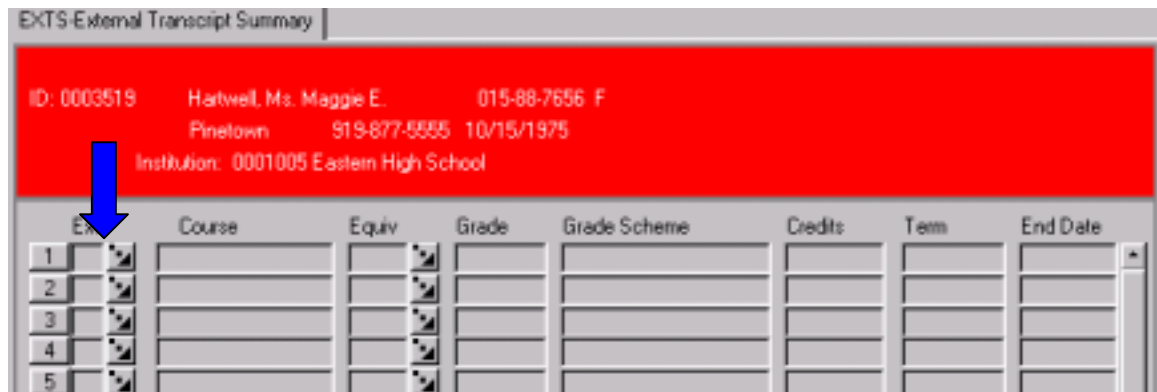 EXTS-External Transcript Summary
ID: 0003519 Hartwell, Ms. Maggie E. 015-88-7656 F
Pinetown 919-877-5555 10/15/1975
Institution: 0001005 Eastern High School
Course Equiv Grade Grade Scheme Credits Term End Date
1
2
3
4
5